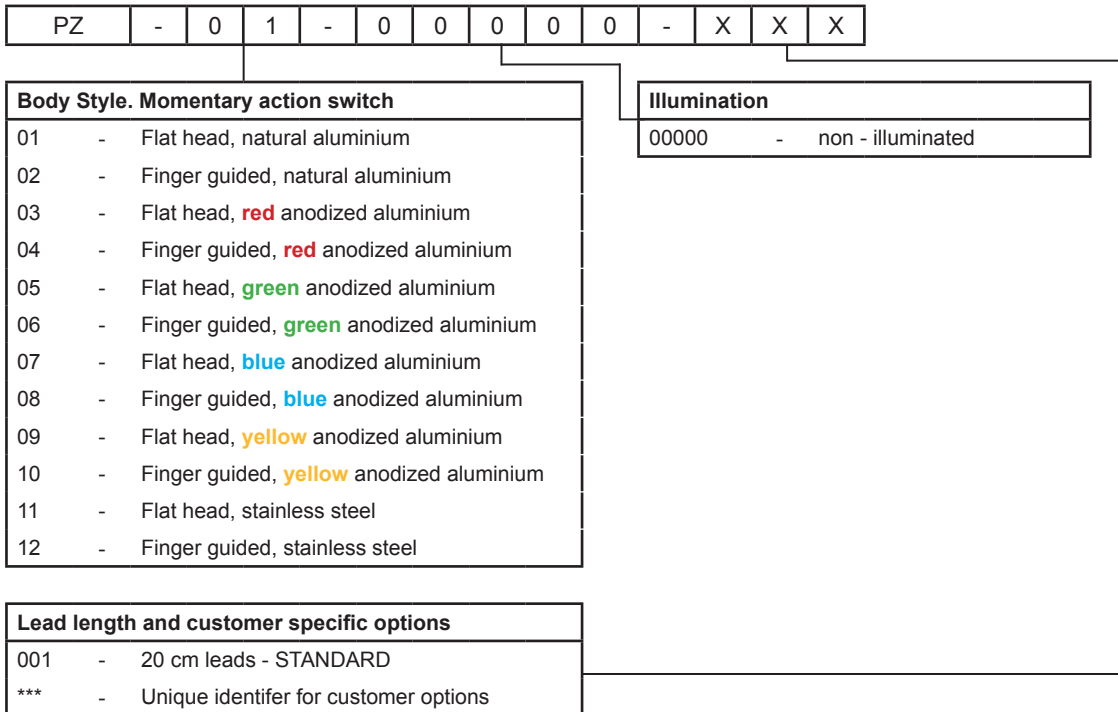 PZ - 0 1 - 0 0 0 0 0 - X X X
Body Style. Momentary action switch
01 - Flat head, natural aluminium
02 - Finger guided, natural aluminium
03 - Flat head, red anodized aluminium
04 - Finger guided, red anodized aluminium
05 - Flat head, green anodized aluminium
06 - Finger guided, green anodized aluminium
07 - Flat head, blue anodized aluminium
08 - Finger guided, blue anodized aluminium
09 - Flat head, yellow anodized aluminium
10 - Finger guided, yellow anodized aluminium
11 - Flat head, stainless steel
12 - Finger guided, stainless steel
Illumination
00000 - non - illuminated
Lead length and customer specific options
001 - 20 cm leads - STANDARD
*** - Unique identifer for customer options